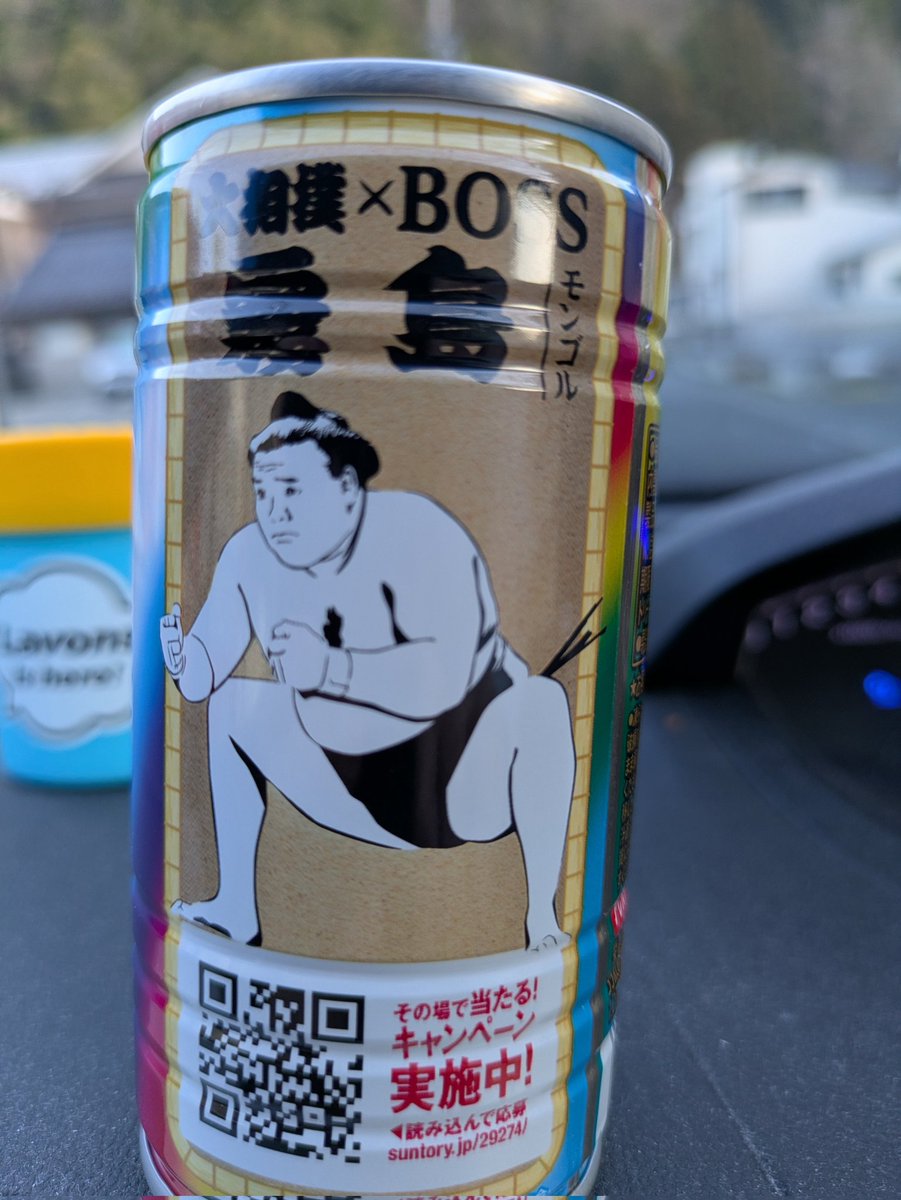 大相撲×BOSS
霧島
モンゴル
Lavons
is here!
その場で当たる!
キャンペーン
実施中!
◀読み込んで応募
suntory.jp/29274/